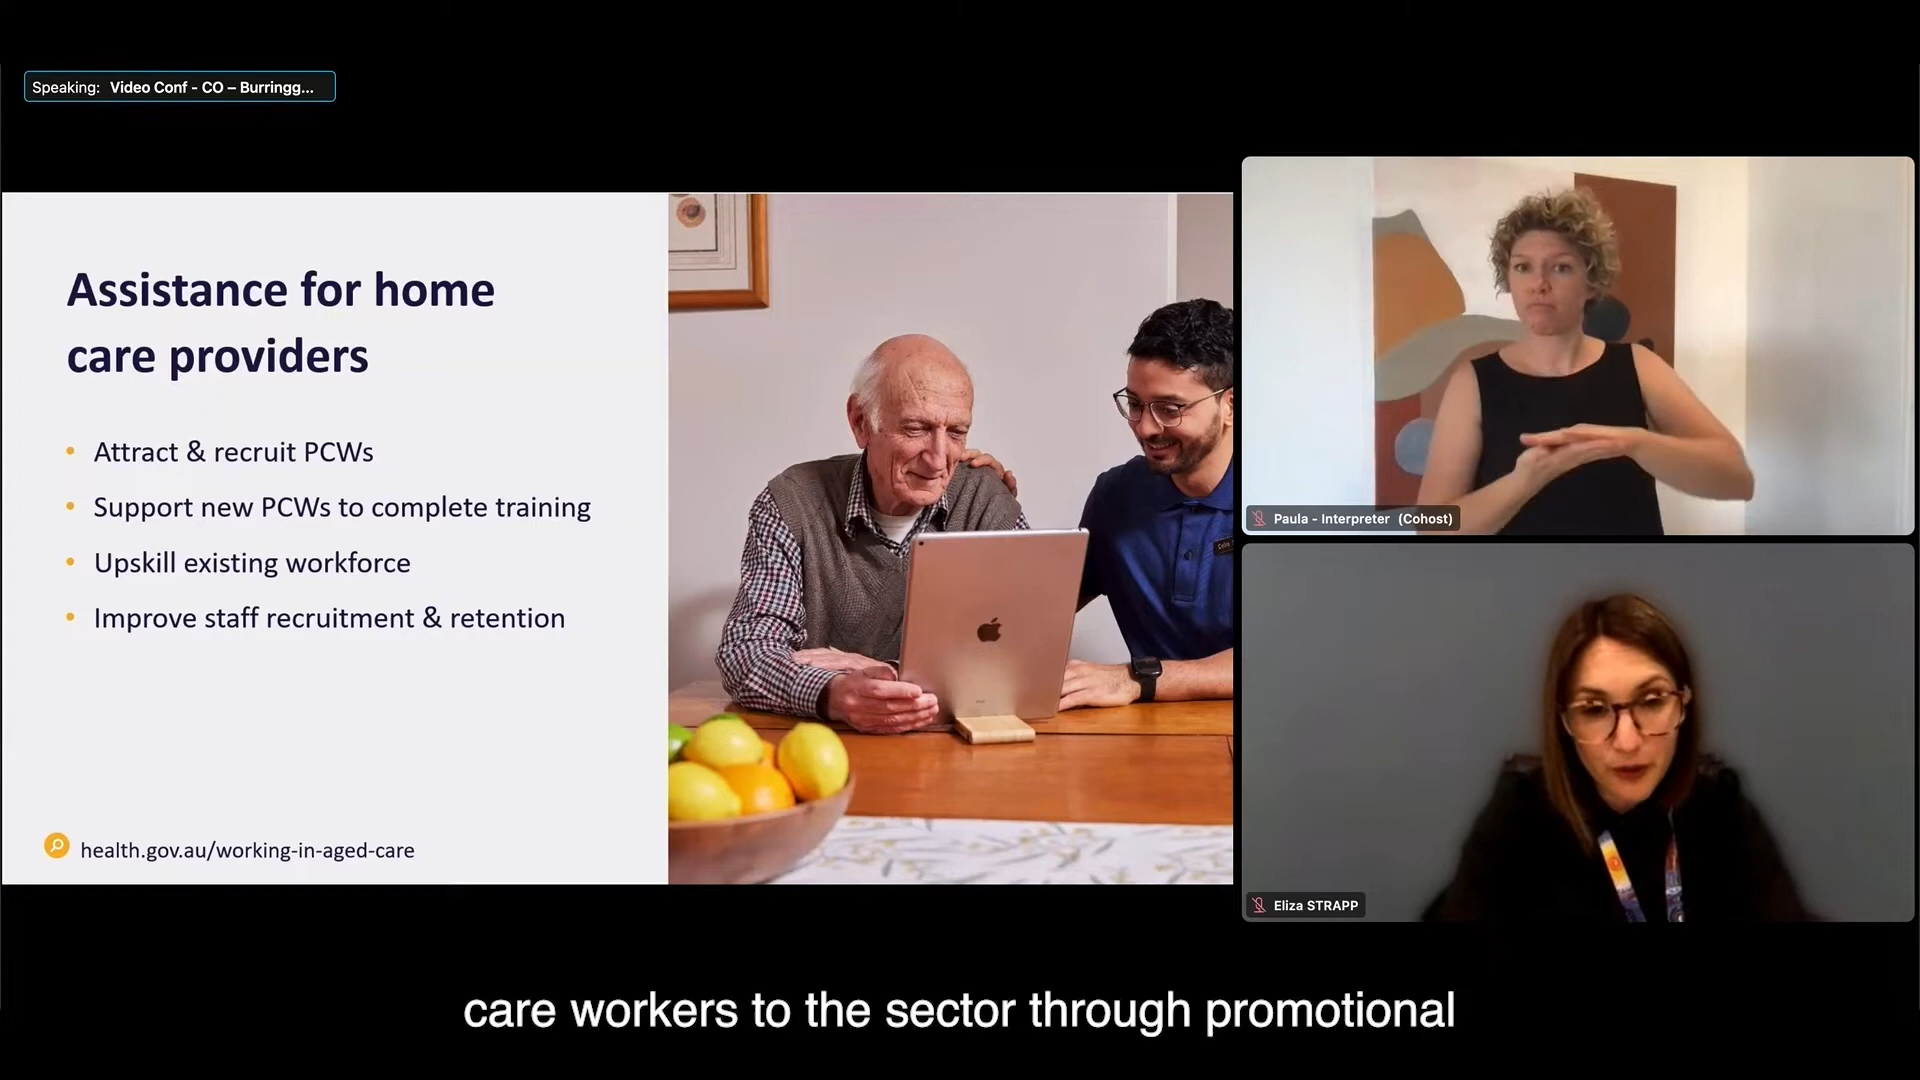 Speaking: Video Conf - CO – Burringg...
Assistance for home
care providers
• Attract & recruit PCWs
• Support new PCWs to complete training
• Upskill existing workforce
• Improve staff recruitment & retention
health.gov.au/working-in-aged-care
Paula - Interpreter (Cohost)
Eliza STRAPP
care workers to the sector through promotional